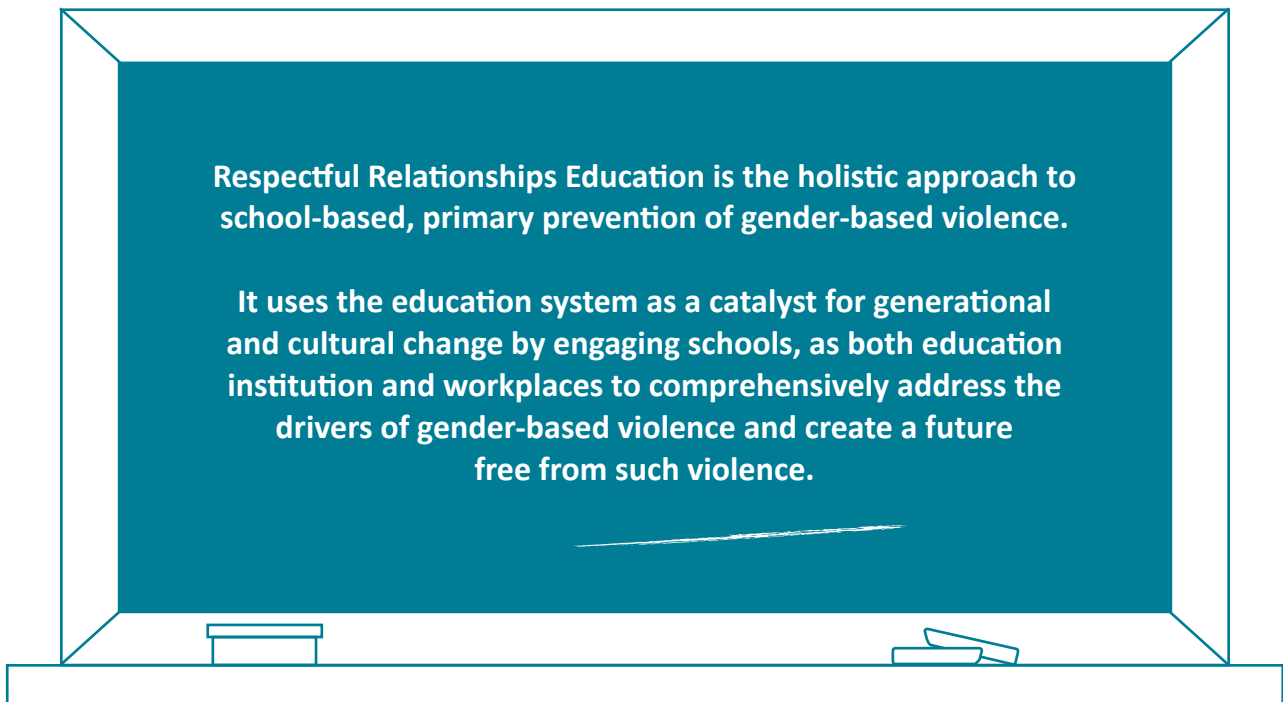 Respectful Relationships Education is the holistic approach to
school-based, primary prevention of gender-based violence.
It uses the education system as a catalyst for generational
and cultural change by engaging schools, as both education
institution and workplaces to comprehensively address the
drivers of gender-based violence and create a future
free from such violence.